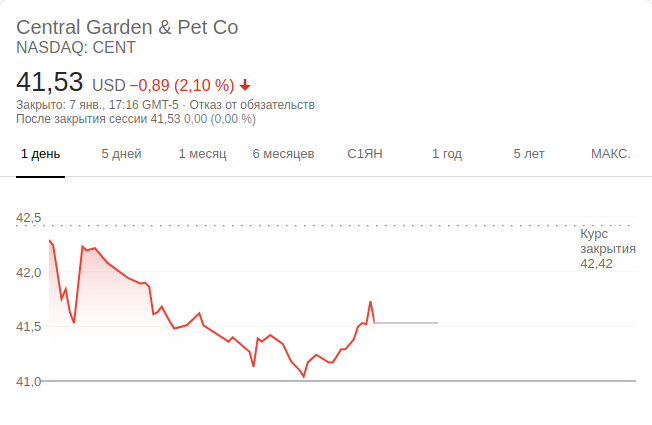 Central Garden & Pet Co
NASDAQ: CENT
41,53 USD −0,89 (2,10 %)
Закрыто: 7 янв., 17:16 GMT-5 · Отказ от обязательств
После закрытия сессии 41,53 0,00 (0,00 %)
1 день 5 дней 1 месяц 6 месяцев С1ЯН 1 год 5 лет МАКС.
42,5
Курс
закрытия
42,42
42,0
41,5
41,0